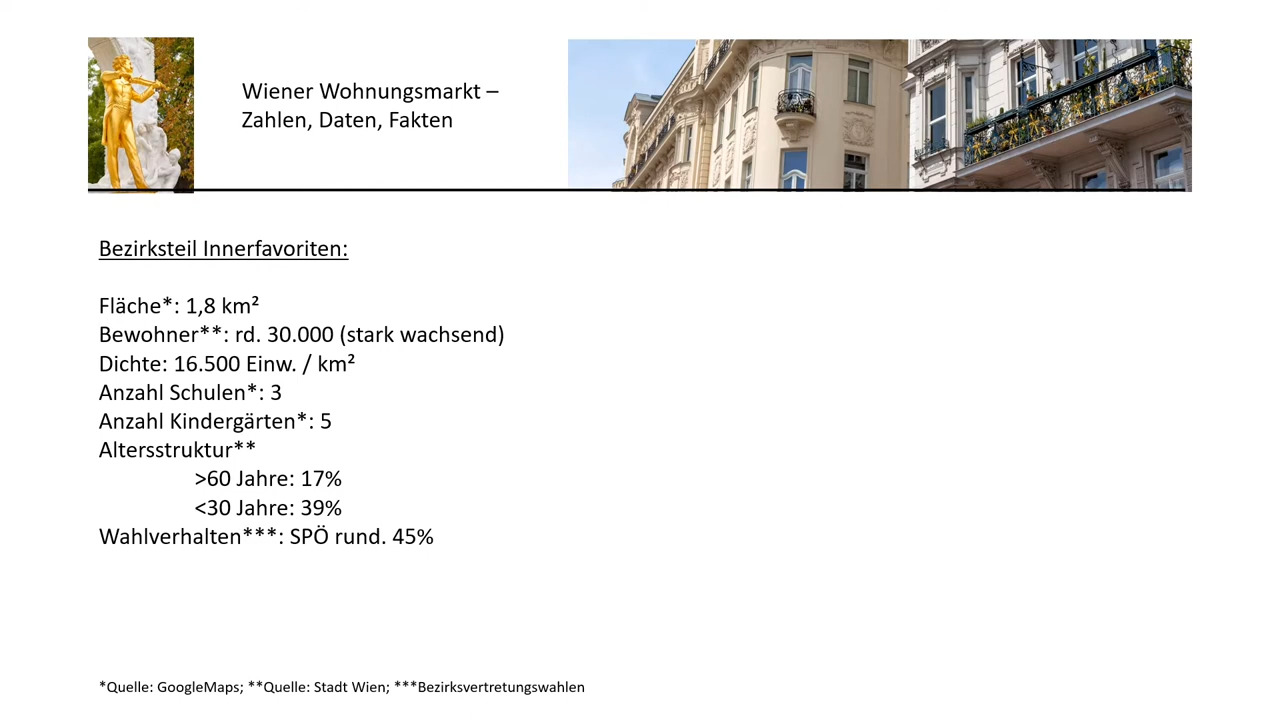 Wiener Wohnungsmarkt –
Zahlen, Daten, Fakten
Bezirksteil Innerfavoriten:
Fläche*: 1,8 km²
Bewohner**: rd. 30.000 (stark wachsend)
Dichte: 16.500 Einw. / km²
Anzahl Schulen*: 3
Anzahl Kindergärten*: 5
Altersstruktur**
>60 Jahre: 17%
<30 Jahre: 39%
Wahlverhalten***: SPÖ rund. 45%
*Quelle: GoogleMaps; **Quelle: Stadt Wien; ***Bezirksvertretungswahlen